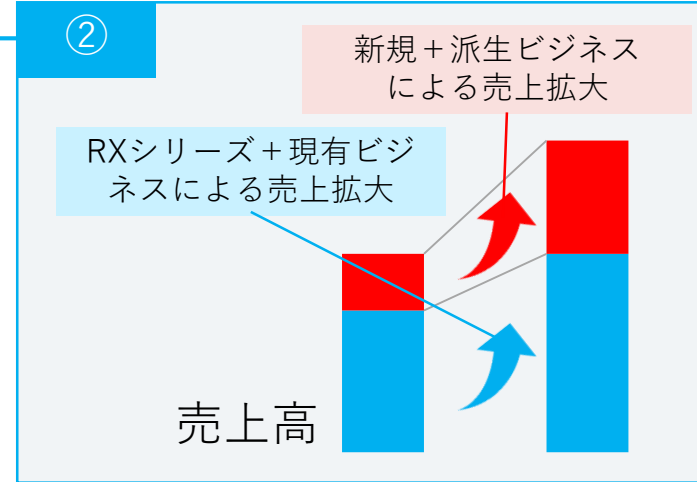 ②
新規＋派生ビジネス
による売上拡大
RXシリーズ＋現有ビジ
ネスによる売上拡大
売上高